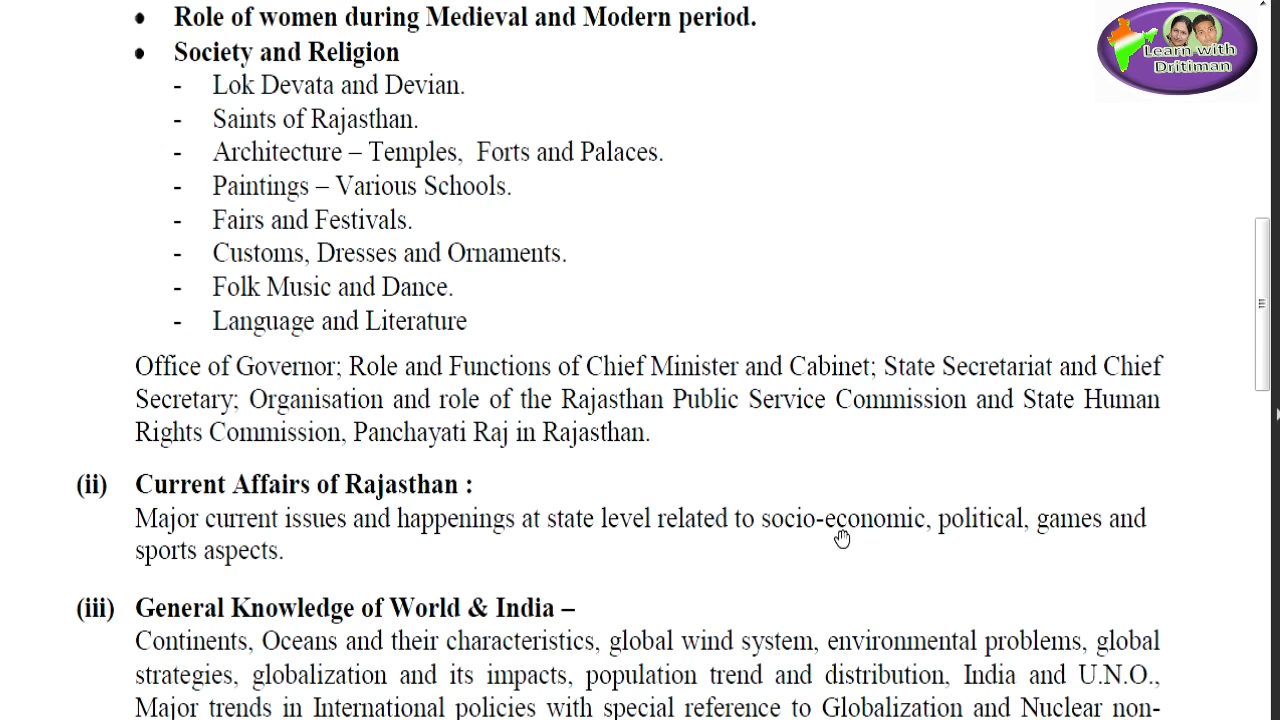 • Role of women during Medieval and Modern period.
• Society and Religion
- Lok Devata and Devian.
- Saints of Rajasthan.
- Architecture – Temples, Forts and Palaces.
- Paintings – Various Schools.
- Fairs and Festivals.
- Customs, Dresses and Ornaments.
- Folk Music and Dance.
- Language and Literature
Office of Governor; Role and Functions of Chief Minister and Cabinet; State Secretariat and Chief
Secretary; Organisation and role of the Rajasthan Public Service Commission and State Human
Rights Commission, Panchayati Raj in Rajasthan.
(ii) Current Affairs of Rajasthan :
Major current issues and happenings at state level related to socio-economic, political, games and
sports aspects.
(iii) General Knowledge of World & India –
Continents, Oceans and their characteristics, global wind system, environmental problems, global
strategies, globalization and its impacts, population trend and distribution, India and U.N.O.,
Major trends in International policies with special reference to Globalization and Nuclear non-
Learn with
Dritiman